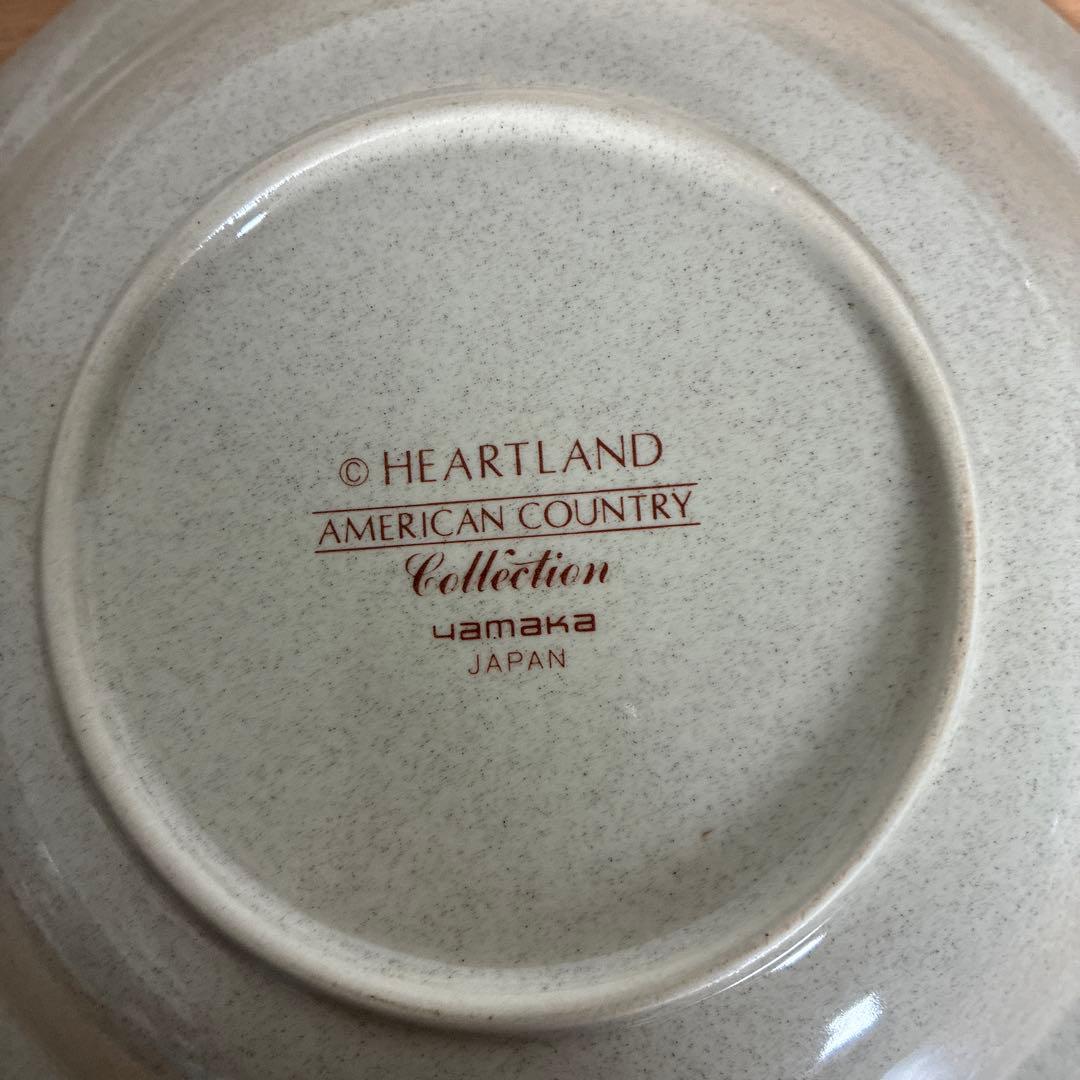 © HEARTLAND
AMERICAN COUNTRY
Collection
yamaka
JAPAN